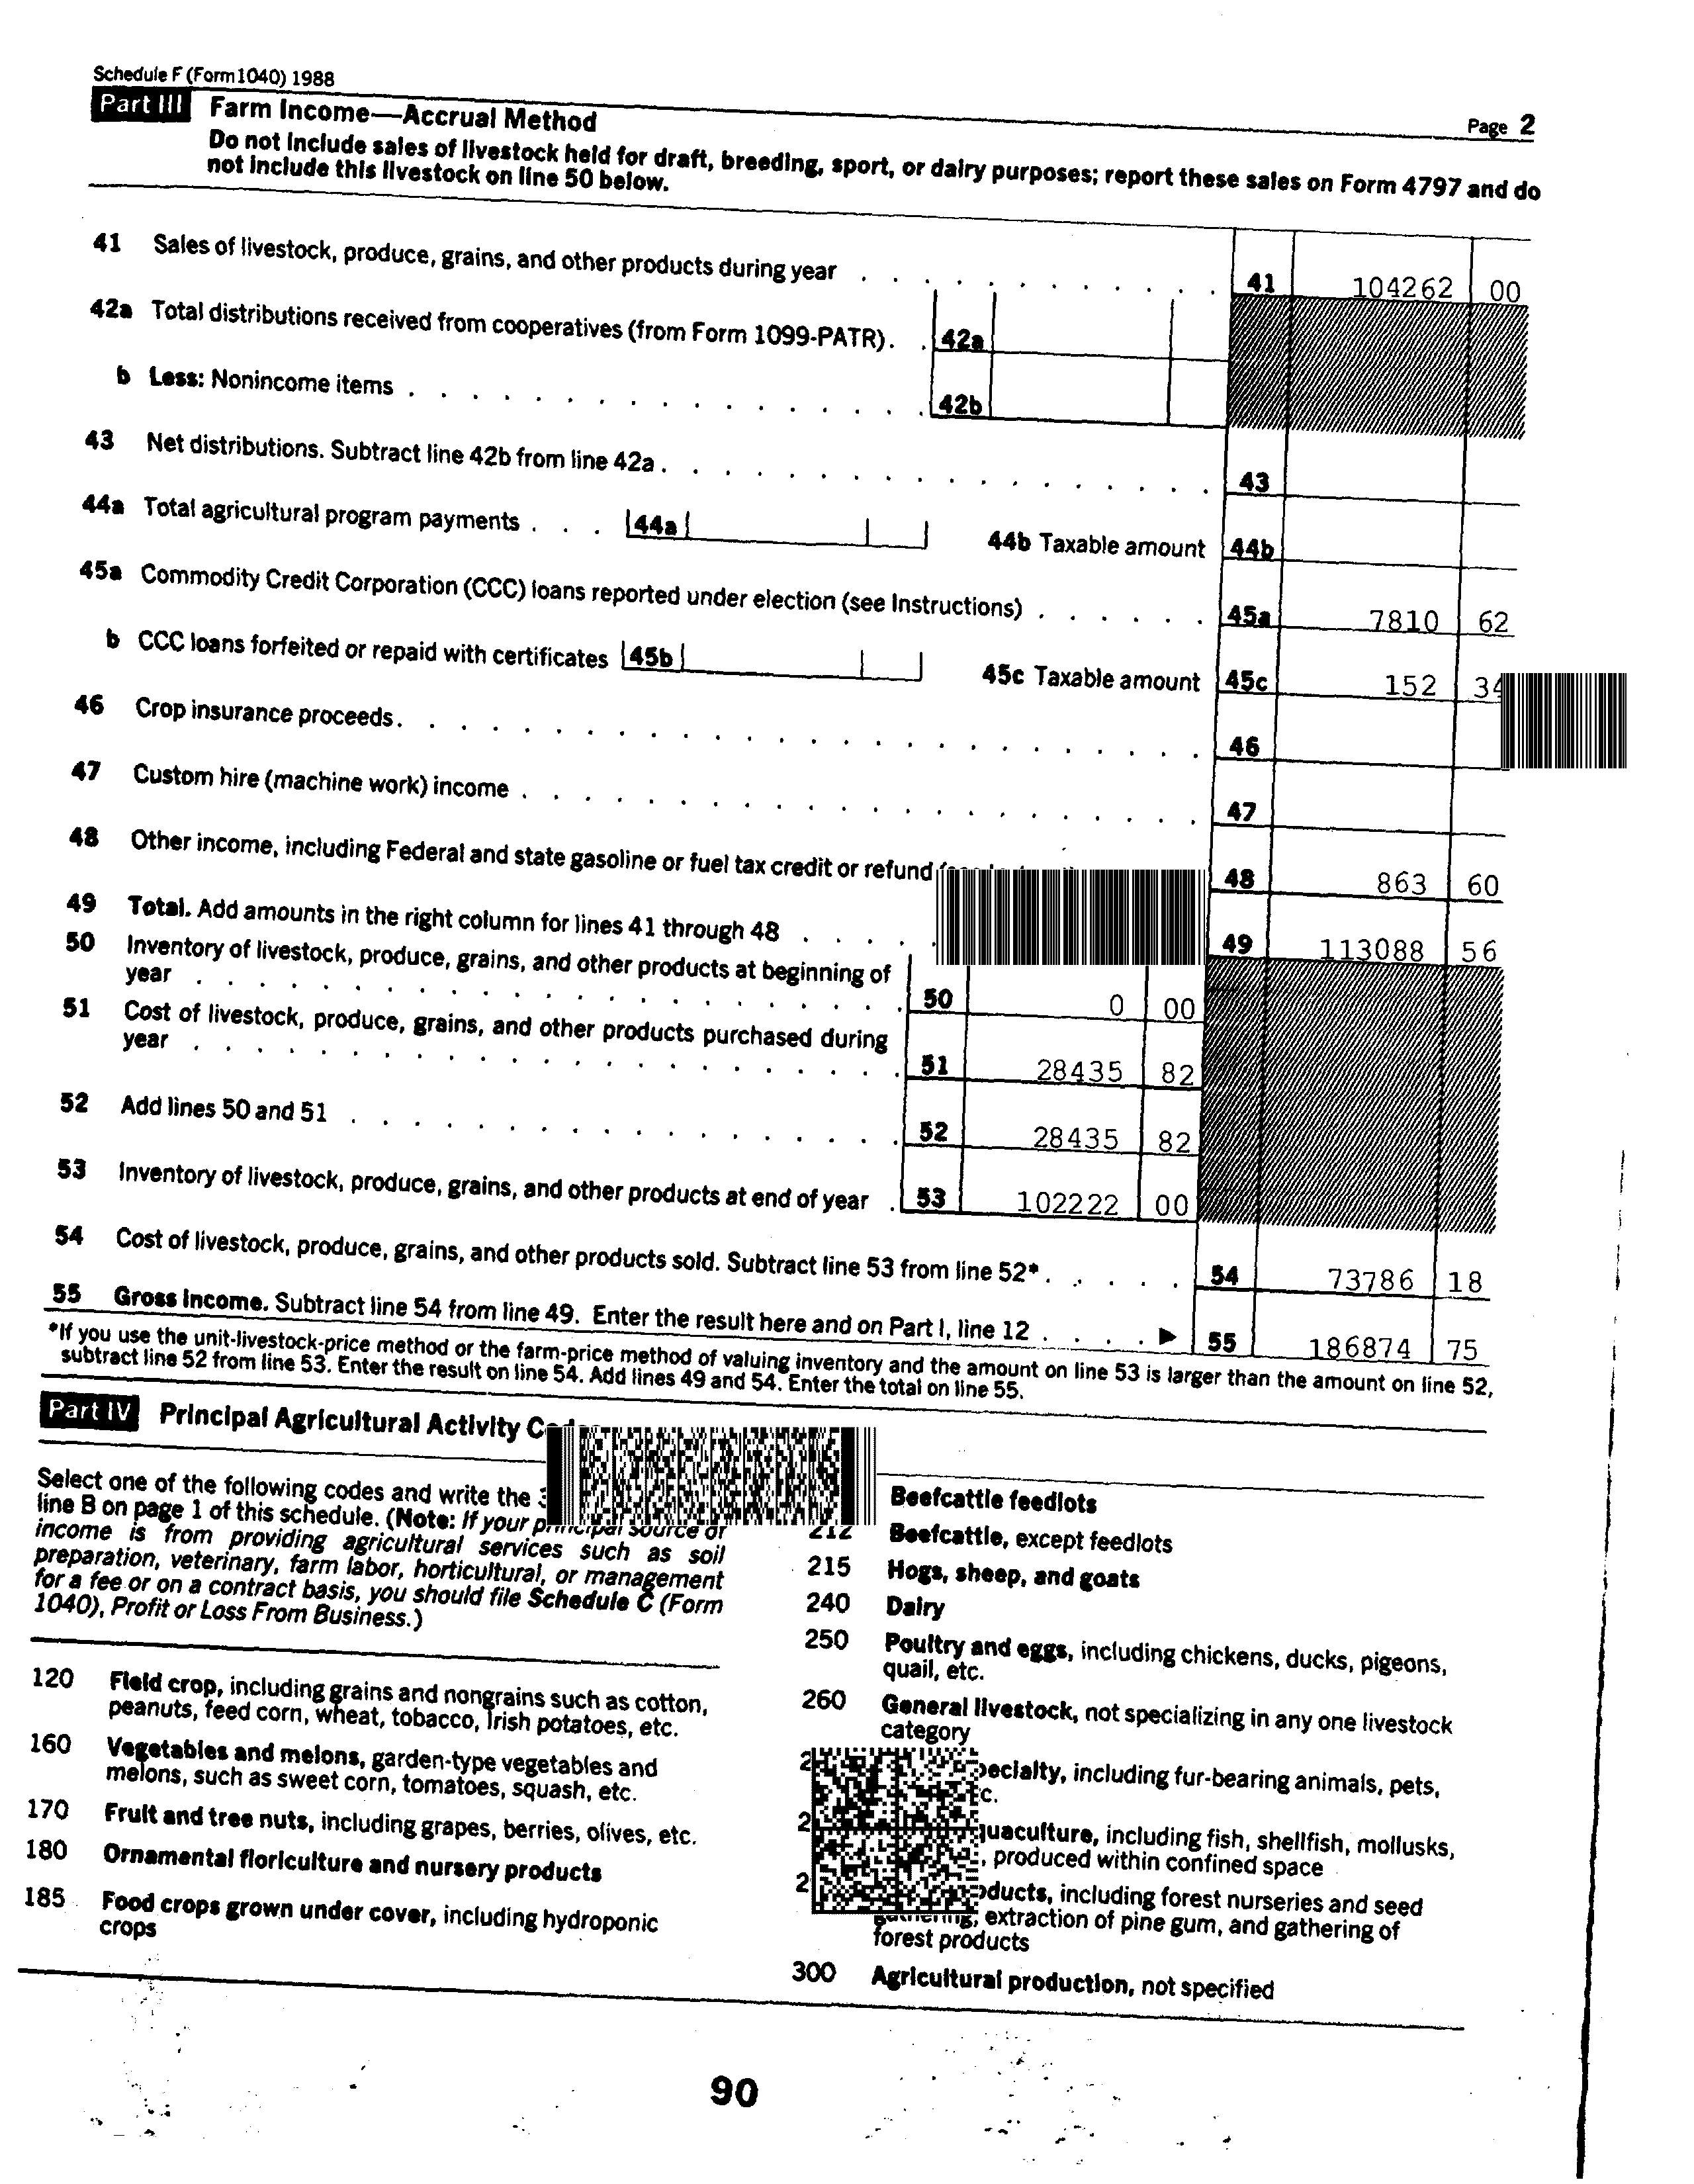 Schedule F (Form 1040) 1988
Page 2
Part III Farm Income—Accrual Method
Do not include sales of livestock held for draft, breeding, sport, or dairy purposes; report these sales on Form 4797 and do
not include this livestock on line 50 below.
41 Sales of livestock, produce, grains, and other products during year . . . . . . . . . . . . 41 104262 00
42a Total distributions received from cooperatives (from Form 1099-PATR) . . 42a
b Less: Nonincome items . . . . . . . . . . . . . . . . . 42b
43 Net distributions. Subtract line 42b from line 42a . . . . . . . . . . . . . . . . . . 43
44a Total agricultural program payments . . . 44a 44b Taxable amount 44b
45a Commodity Credit Corporation (CCC) loans reported under election (see Instructions) . . . . . . 45a 7810 62
b CCC loans forfeited or repaid with certificates 45b 45c Taxable amount 45c 152 34
46 Crop insurance proceeds . . . . . . . . . . . . . . . . . . . . . . . . . . 46
47 Custom hire (machine work) income . . . . . . . . . . . . . . . . . . . . . . 47
48 Other income, including Federal and state gasoline or fuel tax credit or refund 48 863 60
49 Total. Add amounts in the right column for lines 41 through 48 . . . . . 49 113088 56
50 Inventory of livestock, produce, grains, and other products at beginning of
year . . . . . . . . . . . . . . . . . . . . . . . 50 0 00
51 Cost of livestock, produce, grains, and other products purchased during
year . . . . . . . . . . . . . . . . . . . . . . . 51 28435 82
52 Add lines 50 and 51 . . . . . . . . . . . . . . . . . . 52 28435 82
53 Inventory of livestock, produce, grains, and other products at end of year . 53 102222 00
54 Cost of livestock, produce, grains, and other products sold. Subtract line 53 from line 52* . . . . . 54 73786 18
55 Gross income. Subtract line 54 from line 49. Enter the result here and on Part I, line 12 . . . . ▶ 55 186874 75
*If you use the unit-livestock-price method or the farm-price method of valuing inventory and the amount on line 53 is larger than the amount on line 52,
subtract line 52 from line 53. Enter the result on line 54. Add lines 49 and 54. Enter the total on line 55.
Part IV Principal Agricultural Activity
Select one of the following codes and write the
line B on page 1 of this schedule. (Note: If your principal source of
income is from providing agricultural services such as soil
preparation, veterinary, farm labor, horticultural, or management
for a fee or on a contract basis, you should file Schedule C (Form
1040), Profit or Loss From Business.)
120 Field crop, including grains and nongrains such as cotton,
peanuts, feed corn, wheat, tobacco, Irish potatoes, etc.
160 Vegetables and melons, garden-type vegetables and
melons, such as sweet corn, tomatoes, squash, etc.
170 Fruit and tree nuts, including grapes, berries, olives, etc.
180 Ornamental floriculture and nursery products
185 Food crops grown under cover, including hydroponic
crops
Beefcattle feedlots
212 Beefcattle, except feedlots
215 Hogs, sheep, and goats
240 Dairy
250 Poultry and eggs, including chickens, ducks, pigeons,
quail, etc.
260 General livestock, not specializing in any one livestock
category
including fur-bearing animals, pets,
including fish, shellfish, mollusks,
produced within confined space
including forest nurseries and seed
gathering, extraction of pine gum, and gathering of
forest products
300 Agricultural production, not specified
90